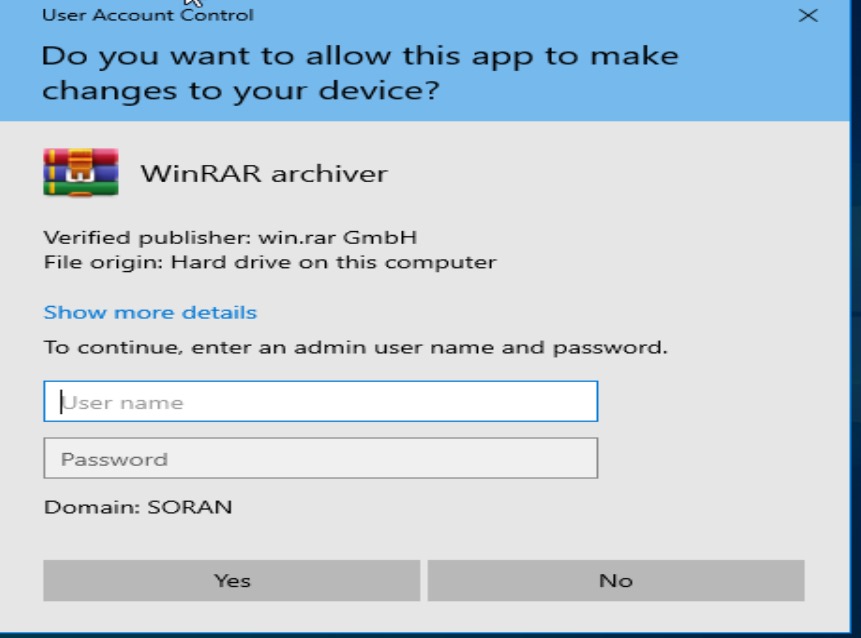 User Account Control
Do you want to allow this app to make
changes to your device?
WinRAR archiver
Verified publisher: win.rar GmbH
File origin: Hard drive on this computer
Show more details
To continue, enter an admin user name and password.
User name
Password
Domain: SORAN
Yes
No